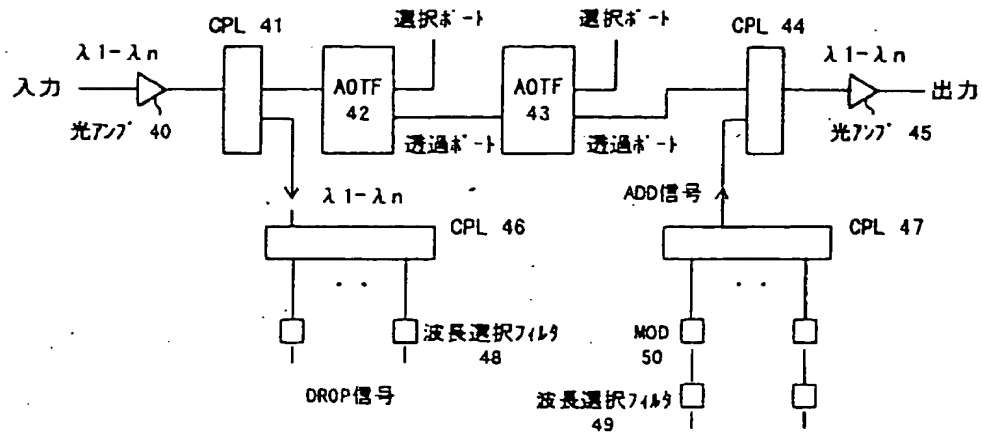 CPL 41
選択ポート
選択ポート
CPL 44
λ1-λn
λ1-λn
入力
AOTF
42
AOTF
43
出力
光アンプ 40
透過ポート
透過ポート
光アンプ 45
λ1-λn
ADD信号
CPL 46
CPL 47
・・
・・
波長選択フィルタ
48
MOD
50
DROP信号
波長選択フィルタ
49